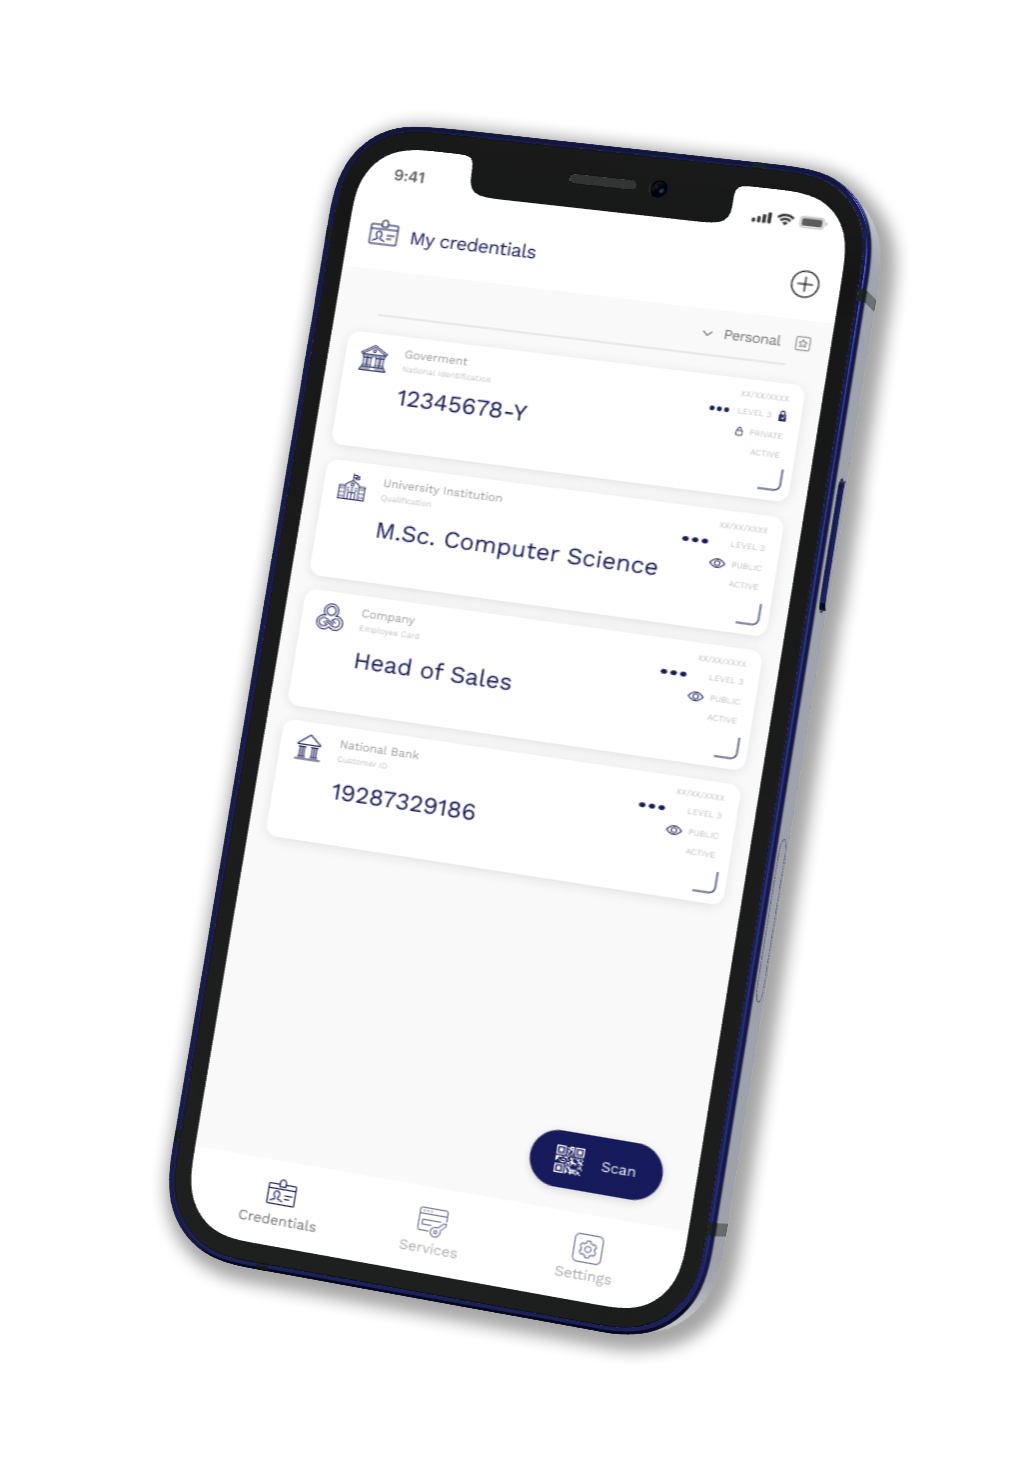 9:41
My credentials
Personal
Goverment
National Identification
12345678-Y
XX/XX/XXXX
LEVEL 3
PRIVATE
ACTIVE
University Institution
Qualification
M.Sc. Computer Science
XX/XX/XXXX
LEVEL 3
PUBLIC
ACTIVE
Company
Employee Card
Head of Sales
XX/XX/XXXX
LEVEL 3
PUBLIC
ACTIVE
National Bank
Customer ID
19287329186
XX/XX/XXXX
LEVEL 3
PUBLIC
ACTIVE
Scan
Credentials
Services
Settings